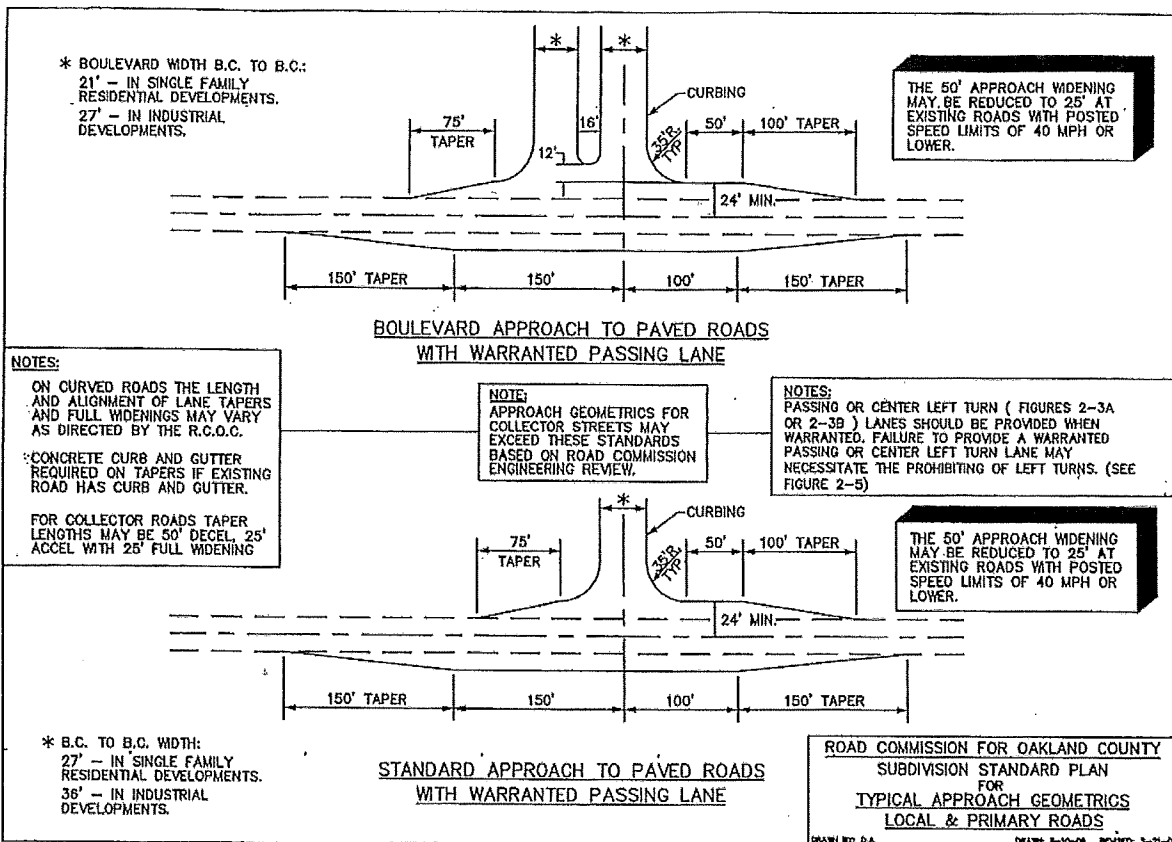 * BOULEVARD WIDTH B.C. TO B.C.:
21' – IN SINGLE FAMILY
RESIDENTIAL DEVELOPMENTS.
27' – IN INDUSTRIAL
DEVELOPMENTS.
* *
CURBING
75'
TAPER
16'
12'
35'R.
TYP
50' 100' TAPER
24' MIN.
THE 50' APPROACH WIDENING
MAY BE REDUCED TO 25' AT
EXISTING ROADS WITH POSTED
SPEED LIMITS OF 40 MPH OR
LOWER.
150' TAPER 150' 100' 150' TAPER
BOULEVARD APPROACH TO PAVED ROADS
WITH WARRANTED PASSING LANE
NOTES:
ON CURVED ROADS THE LENGTH
AND ALIGNMENT OF LANE TAPERS
AND FULL WIDENINGS MAY VARY
AS DIRECTED BY THE R.C.O.C.
CONCRETE CURB AND GUTTER
REQUIRED ON TAPERS IF EXISTING
ROAD HAS CURB AND GUTTER.
FOR COLLECTOR ROADS TAPER
LENGTHS MAY BE 50' DECEL, 25'
ACCEL WITH 25' FULL WIDENING
NOTE:
APPROACH GEOMETRICS FOR
COLLECTOR STREETS MAY
EXCEED THESE STANDARDS
BASED ON ROAD COMMISSION
ENGINEERING REVIEW.
NOTES:
PASSING OR CENTER LEFT TURN ( FIGURES 2-3A
OR 2-3B ) LANES SHOULD BE PROVIDED WHEN
WARRANTED. FAILURE TO PROVIDE A WARRANTED
PASSING OR CENTER LEFT TURN LANE MAY
NECESSITATE THE PROHIBITING OF LEFT TURNS. (SEE
FIGURE 2-5)
*
CURBING
75'
TAPER
35'R.
TYP
50' 100' TAPER
24' MIN.
THE 50' APPROACH WIDENING
MAY BE REDUCED TO 25' AT
EXISTING ROADS WITH POSTED
SPEED LIMITS OF 40 MPH OR
LOWER.
150' TAPER 150' 100' 150' TAPER
* B.C. TO B.C. WIDTH:
27' – IN SINGLE FAMILY
RESIDENTIAL DEVELOPMENTS.
36' – IN INDUSTRIAL
DEVELOPMENTS.
STANDARD APPROACH TO PAVED ROADS
WITH WARRANTED PASSING LANE
ROAD COMMISSION FOR OAKLAND COUNTY
SUBDIVISION STANDARD PLAN
FOR
TYPICAL APPROACH GEOMETRICS
LOCAL & PRIMARY ROADS